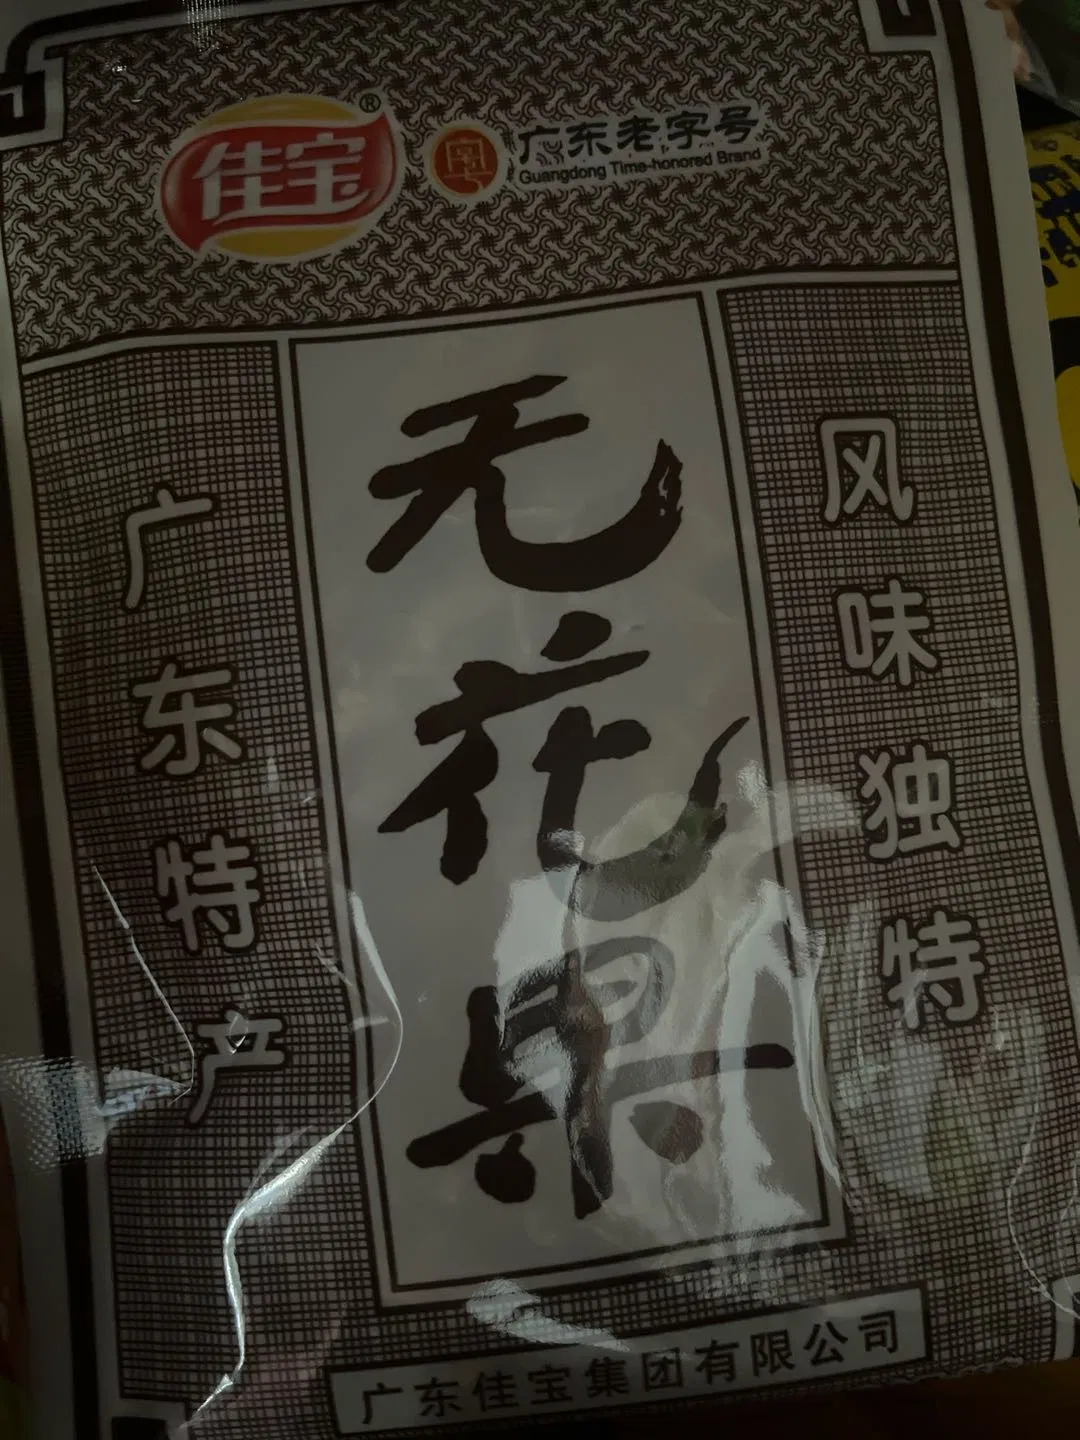 佳宝®
广东老字号
Guangdong Time-honored Brand
无花果
风味独特
广东特产
广东佳宝集团有限公司